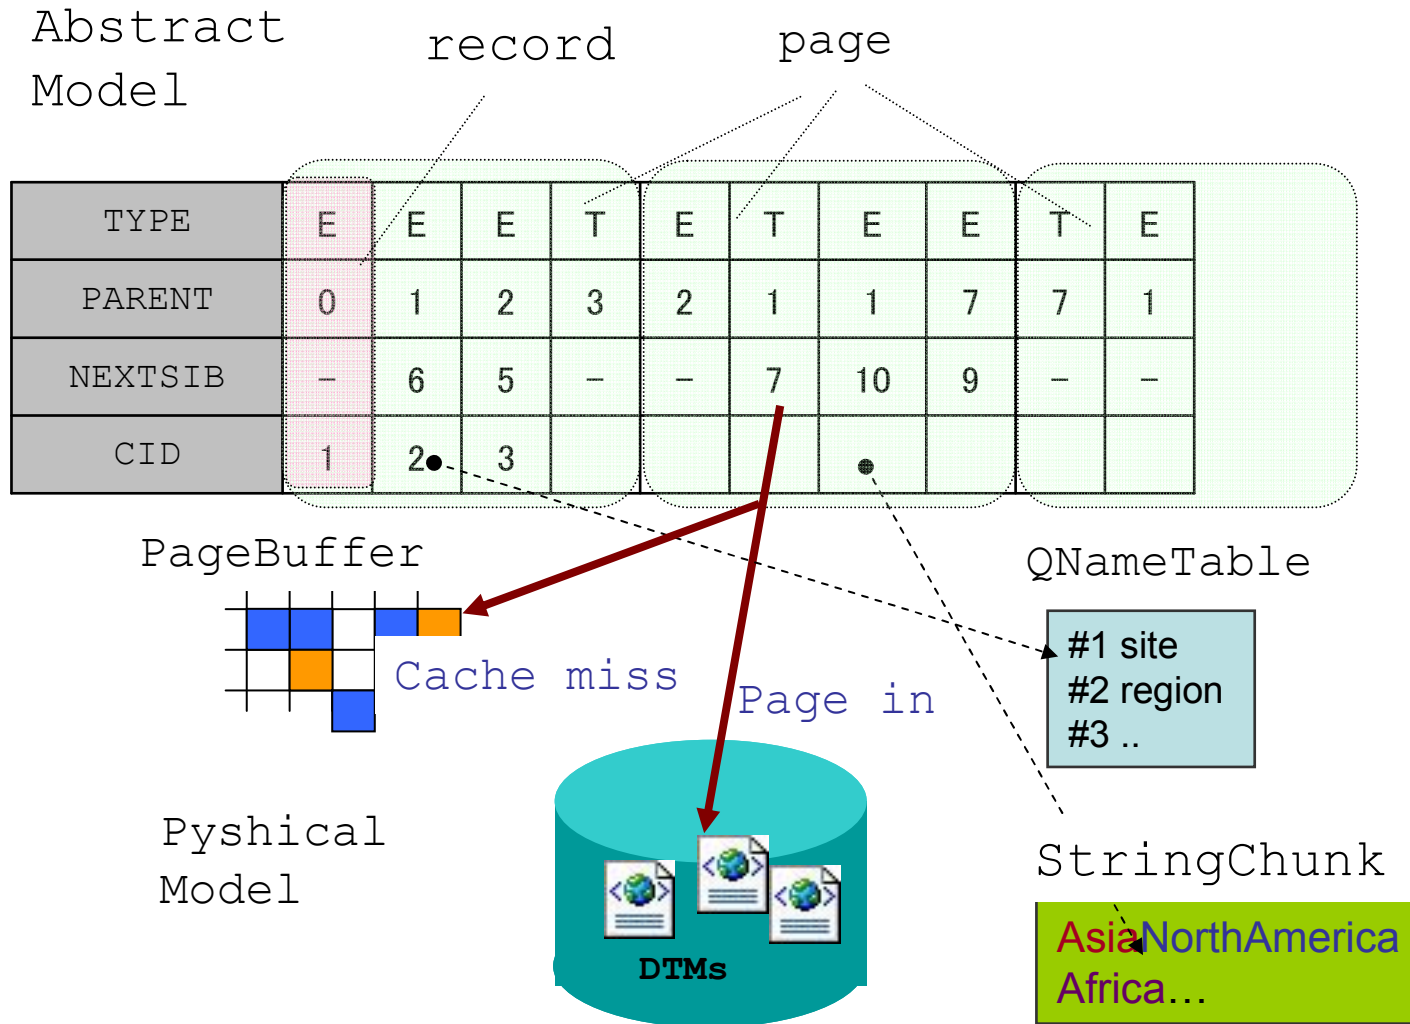 Abstract
Model
record
page
TYPE E E E T E T E E T E
PARENT 0 1 2 3 2 1 1 7 7 1
NEXTSIB - 6 5 - - 7 10 9 - -
CID 1 2 3
PageBuffer
QNameTable
#1 site
#2 region
#3 ..
Cache miss
Page in
Pyshical
Model
DTMs
StringChunk
AsiaNorthAmerica
Africa...